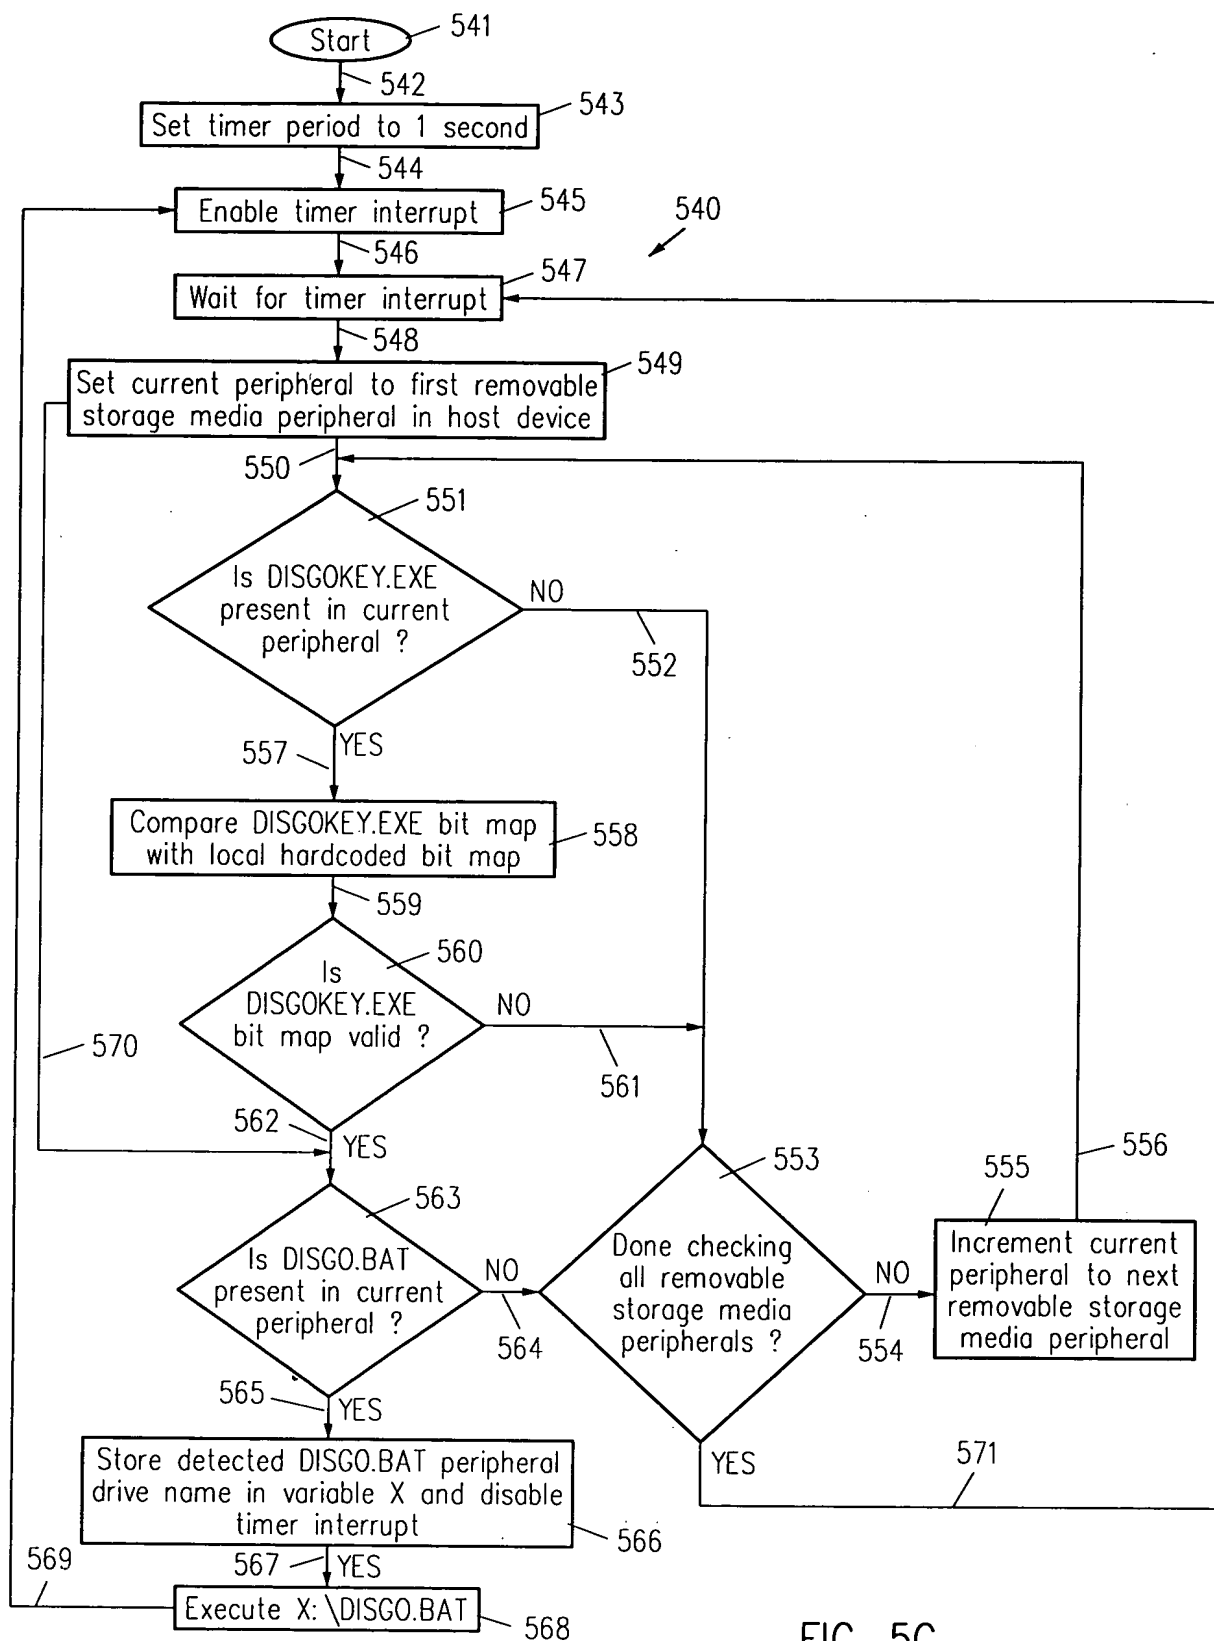 Start
541
542
Set timer period to 1 second
543
544
Enable timer interrupt
545
546
540
Wait for timer interrupt
547
548
Set current peripheral to first removable
storage media peripheral in host device
549
550
551
Is DISGOKEY.EXE
present in current
peripheral ?
NO
552
557
YES
Compare DISGOKEY.EXE bit map
with local hardcoded bit map
558
559
560
Is
DISGOKEY.EXE
bit map valid ?
NO
561
570
562
YES
563
Is DISGO.BAT
present in current
peripheral ?
NO
564
553
Done checking
all removable
storage media
peripherals ?
NO
554
555
556
Increment current
peripheral to next
removable storage
media peripheral
565
YES
YES
571
Store detected DISGO.BAT peripheral
drive name in variable X and disable
timer interrupt
566
567
YES
569
Execute X: \DISGO.BAT
568
FIG. 5C